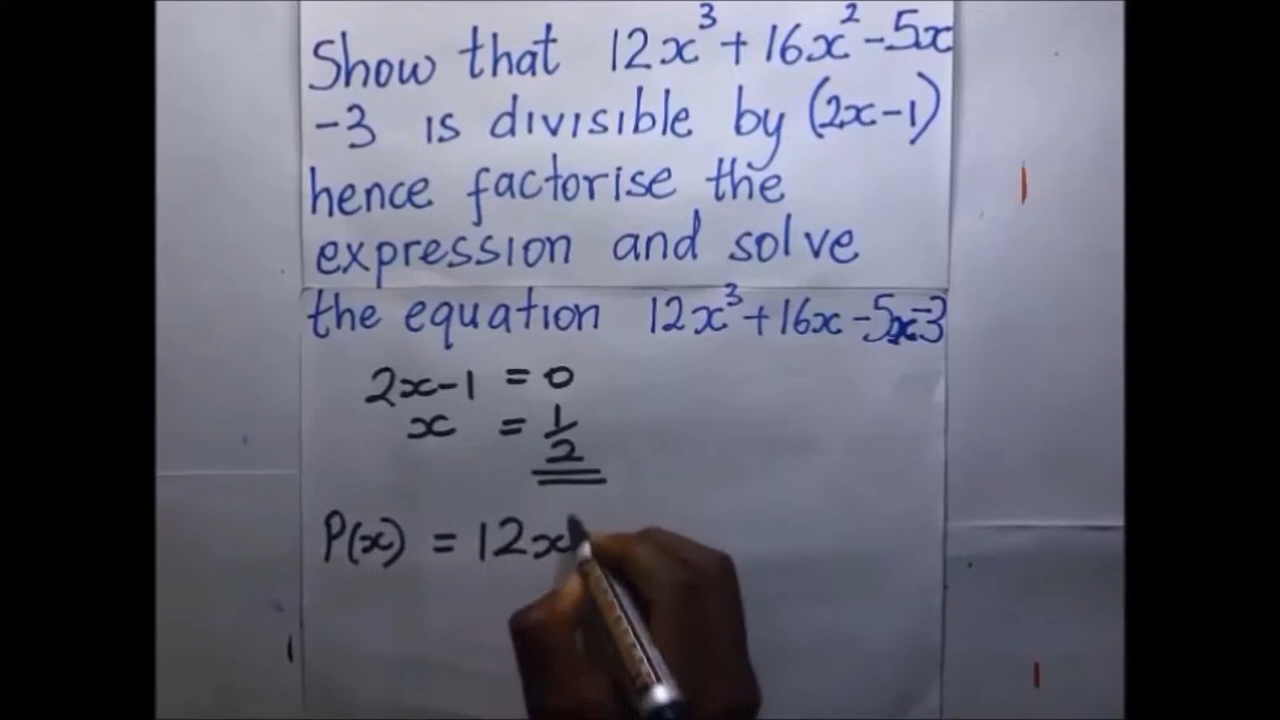 Show that 12x³ + 16x² - 5x
-3 is divisible by (2x-1)
hence factorise the
expression and solve
the equation 12x³ + 16x - 5x-3
2x-1 = 0
x = 1/2
P(x) = 12x